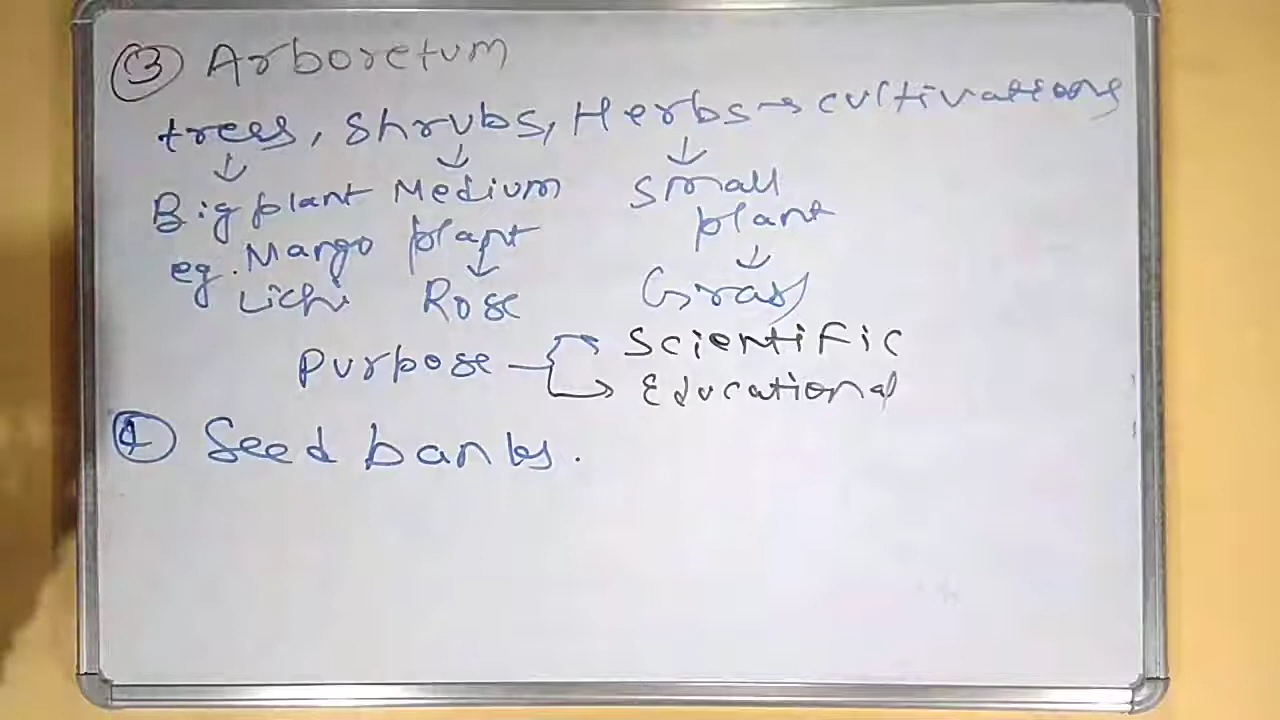 ③ Arboretum
trees, Shrubs, Herbs → cultivations
↓ ↓ ↓
Big plant Medium Small
plant plant
eg. Mango ↓ ↓
Lichi Rose Grass
Purpose Scientific
Educational
④ Seed banks.